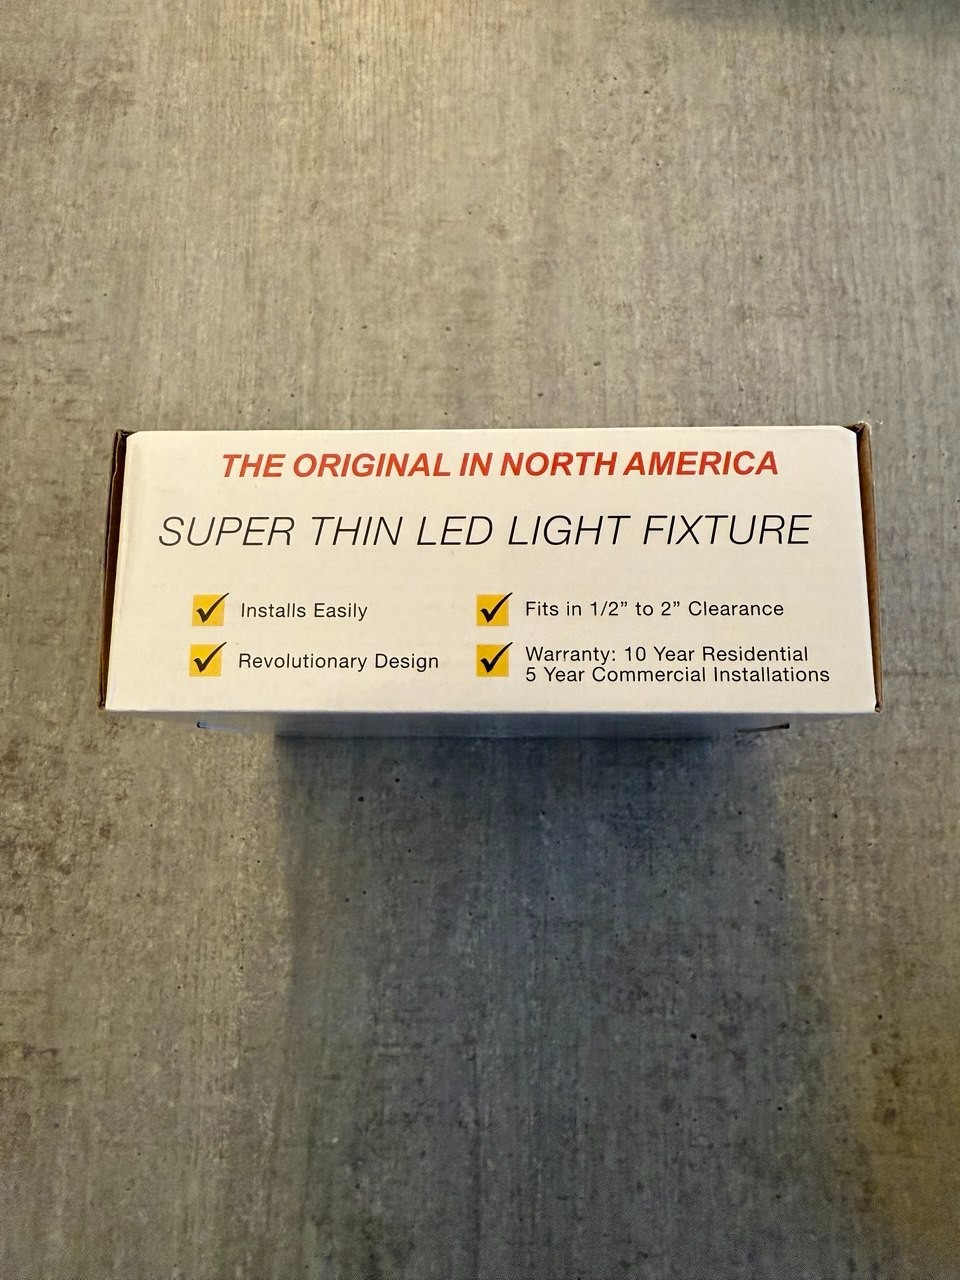 THE ORIGINAL IN NORTH AMERICA
SUPER THIN LED LIGHT FIXTURE
Installs Easily
Revolutionary Design
Fits in 1/2” to 2” Clearance
Warranty: 10 Year Residential
5 Year Commercial Installations